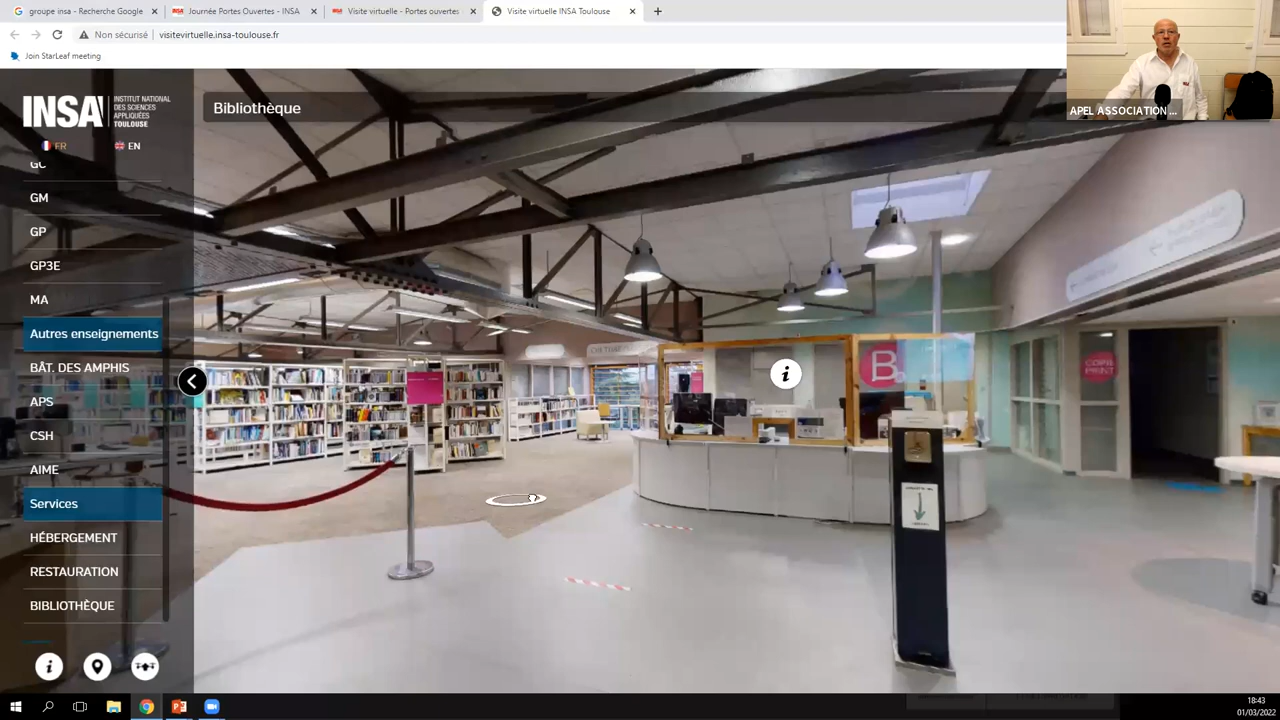 groupe insa - Recherche Google
Journée Portes Ouvertes - INSA
Visite virtuelle - Portes ouvertes
Visite virtuelle INSA Toulouse
Non sécurisé
visitevirtuelle.insa-toulouse.fr
Join StarLeaf meeting
APEL ASSOCIATION ...
INSA
INSTITUT NATIONAL
DES SCIENCES
APPLIQUÉES
TOULOUSE
Bibliothèque
FR
EN
GC
GM
GP
GP3E
MA
Autres enseignements
BÂT. DES AMPHIS
APS
CSH
AIME
Services
HÉBERGEMENT
RESTAURATION
BIBLIOTHÈQUE
B
COPIE
PRINT
18:43
01/03/2022